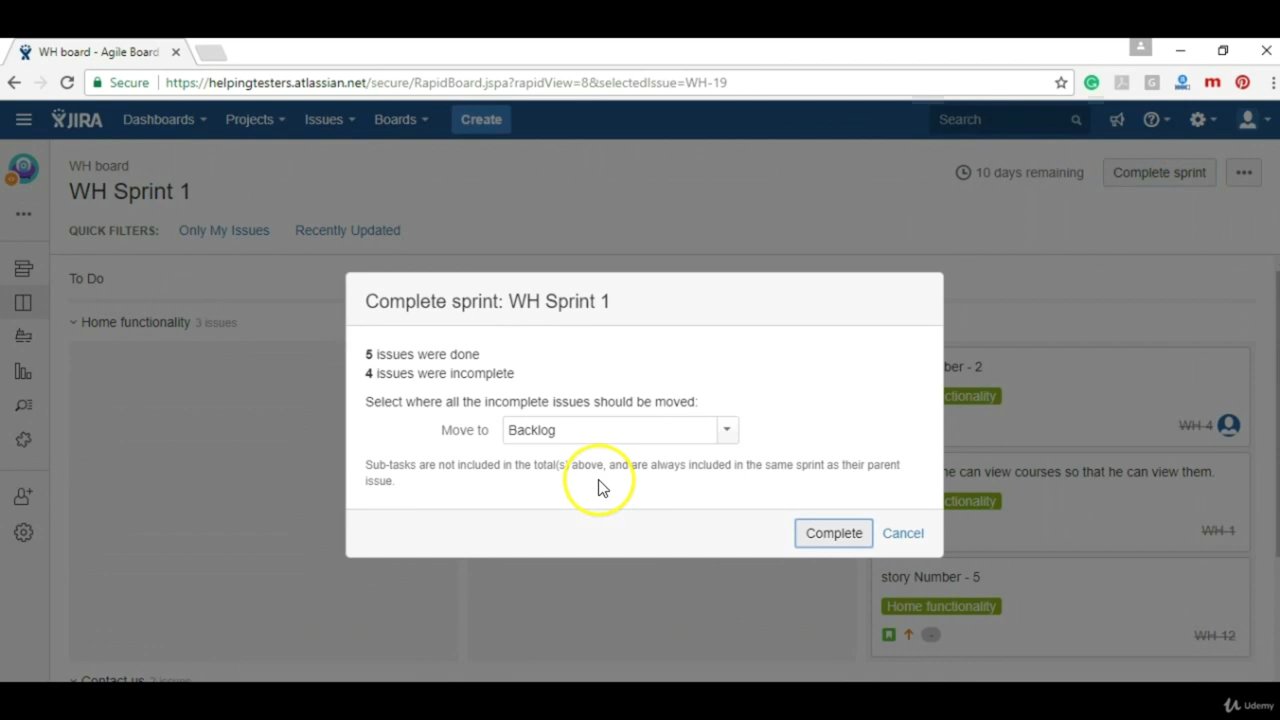 WH board - Agile Board
Secure
https://helpingtesters.atlassian.net/secure/RapidBoard.jspa?rapidView=8&selectedIssue=WH-19
JIRA
Dashboards
Projects
Issues
Boards
Create
Search
WH board
WH Sprint 1
10 days remaining
Complete sprint
QUICK FILTERS:
Only My Issues
Recently Updated
To Do
Home functionality 3 issues
Complete sprint: WH Sprint 1
5 issues were done
4 issues were incomplete
Select where all the incomplete issues should be moved:
Move to
Backlog
Sub-tasks are not included in the total(s) above, and are always included in the same sprint as their parent
issue.
Complete
Cancel
ber - 2
ctionality
WH-4
he can view courses so that he can view them.
ctionality
WH-1
story Number - 5
Home functionality
WH-12
Contact us
Udemy